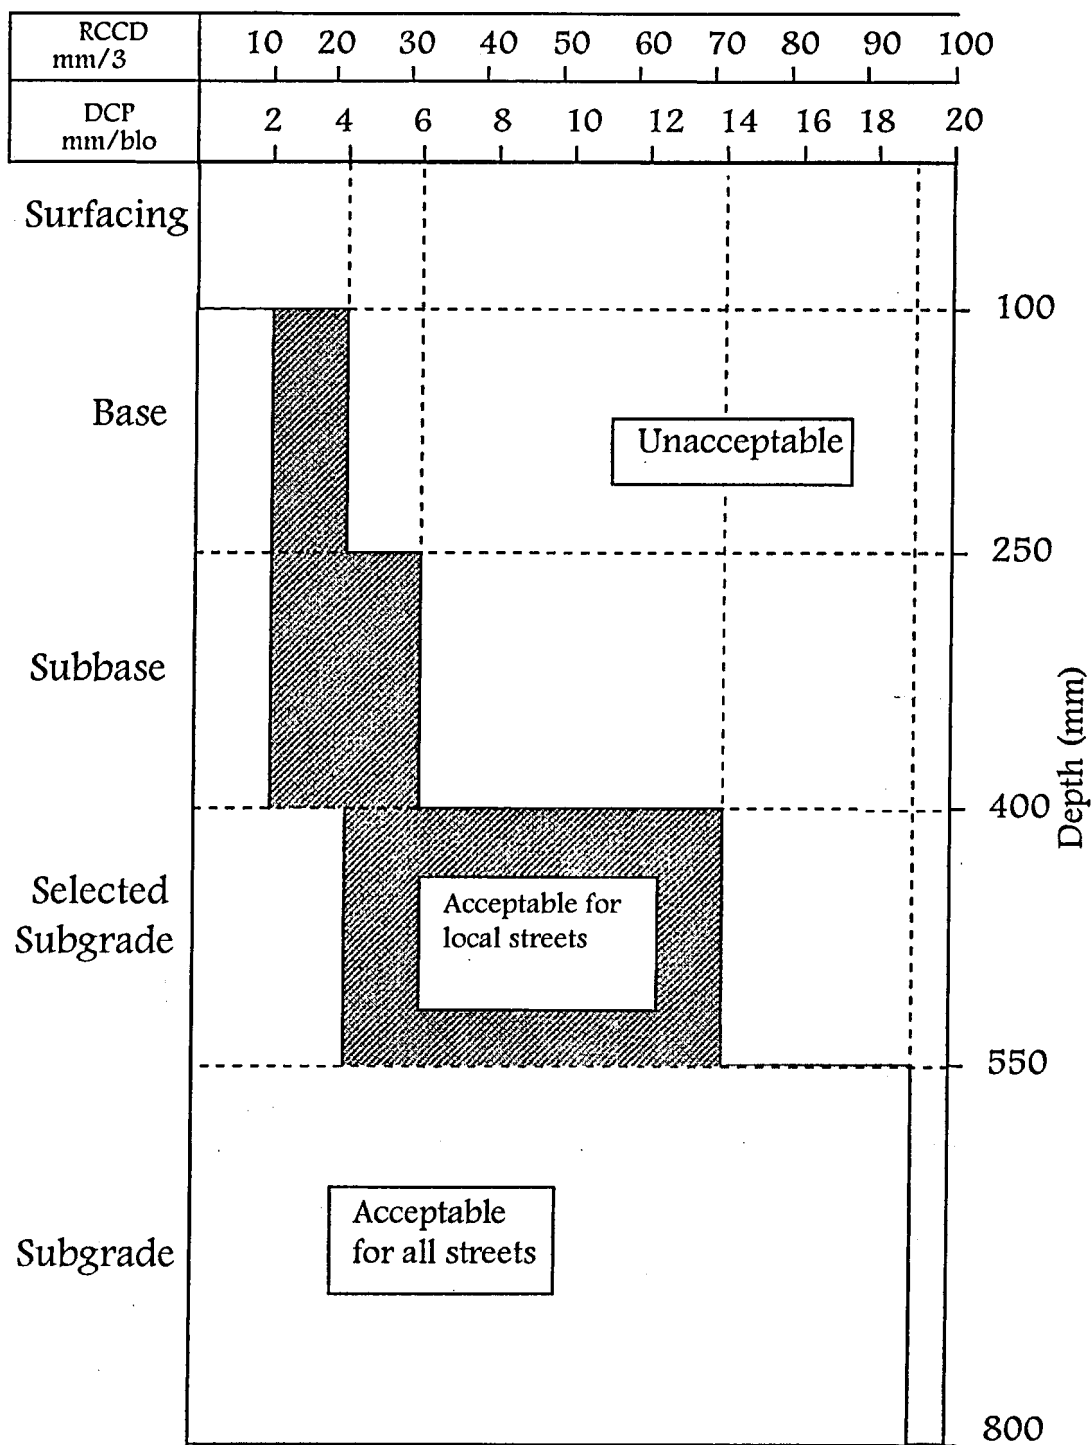 RCCD
mm/3
10 20 30 40 50 60 70 80 90 100
DCP
mm/blo
2 4 6 8 10 12 14 16 18 20
Surfacing
100
Base
Unacceptable
250
Subbase
Depth (mm)
400
Selected
Subgrade
Acceptable for
local streets
550
Acceptable
for all streets
Subgrade
800